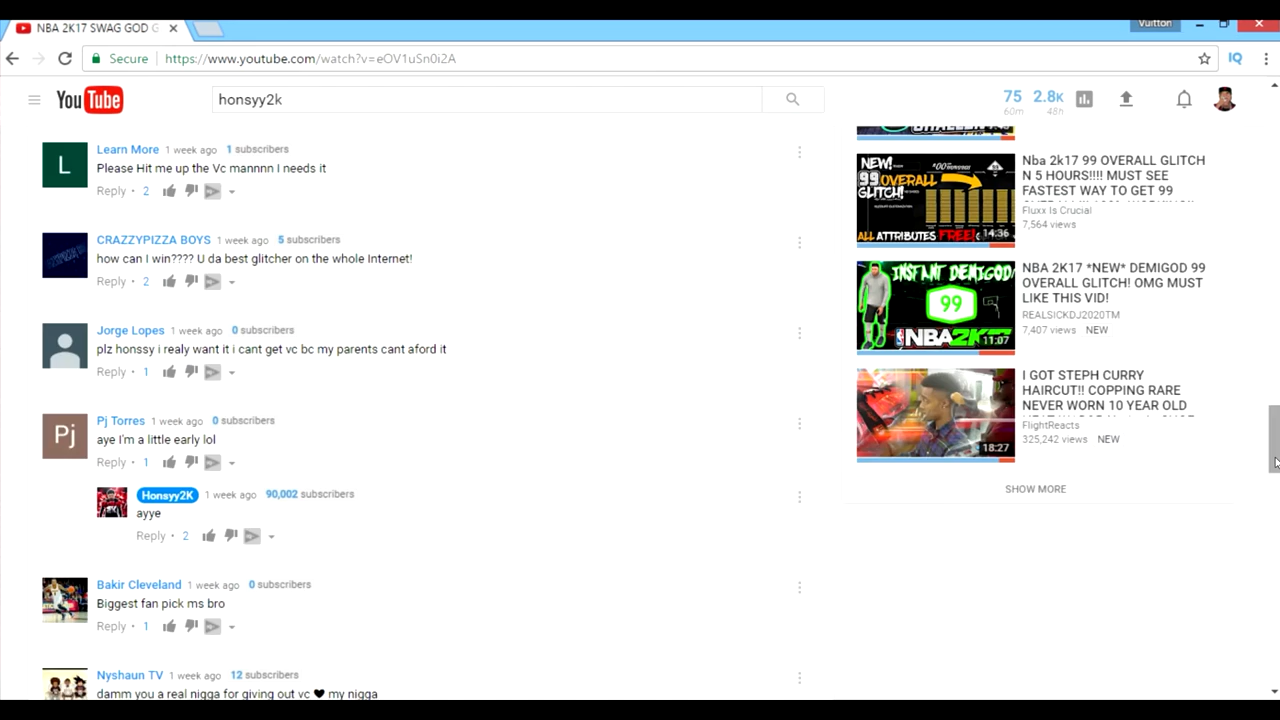 NBA 2K17 SWAG GOD G
Vuitton
Secure
https://www.youtube.com/watch?v=eOV1uSn0i2A
IQ
YouTube
honsyy2k
75
60m
2.8K
48h
L
Learn More 1 week ago 1 subscribers
Please Hit me up the Vc mannnn I needs it
Reply • 2
CRAZZYPIZZA BOYS 1 week ago 5 subscribers
how can I win???? U da best glitcher on the whole Internet!
Reply • 2
Jorge Lopes 1 week ago 0 subscribers
plz honssy i realy want it i cant get vc bc my parents cant aford it
Reply • 1
Pj
Pj Torres 1 week ago 0 subscribers
aye I'm a little early lol
Reply • 1
Honsyy2K 1 week ago 90,002 subscribers
ayye
Reply • 2
Bakir Cleveland 1 week ago 0 subscribers
Biggest fan pick ms bro
Reply • 1
Nyshaun TV 1 week ago 12 subscribers
damm you a real nigga for giving out vc ♥ my nigga
NEW!
99 OVERALL
GLITCH!
ALL ATTRIBUTES FREE!
14:36
Nba 2k17 99 OVERALL GLITCH
N 5 HOURS!!!! MUST SEE
FASTEST WAY TO GET 99
Fluxx Is Crucial
7,564 views
INSTANT DEMIGOD
99
NBA2K
11:07
NBA 2K17 *NEW* DEMIGOD 99
OVERALL GLITCH! OMG MUST
LIKE THIS VID!
REALSICKDJ2020TM
7,407 views NEW
18:27
I GOT STEPH CURRY
HAIRCUT!! COPPING RARE
NEVER WORN 10 YEAR OLD
FlightReacts
325,242 views NEW
SHOW MORE